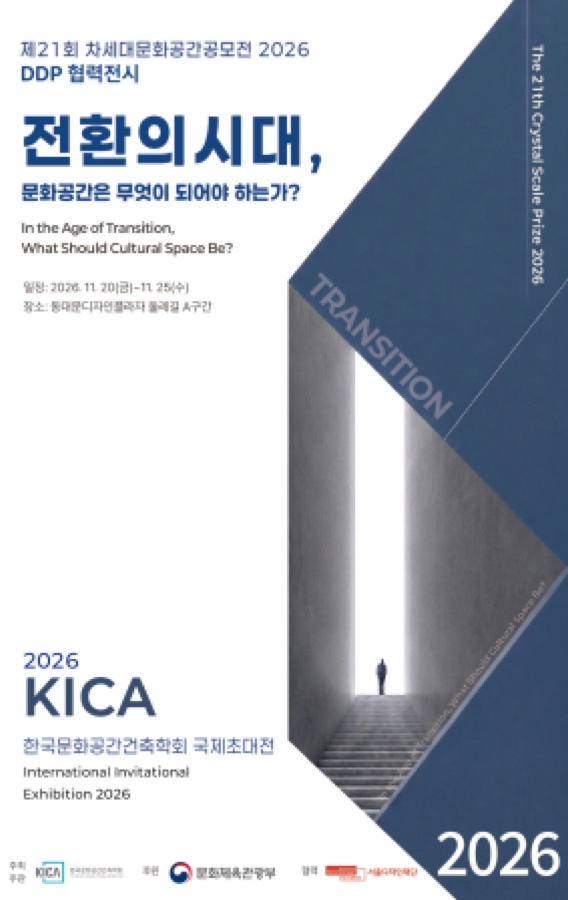 제21회 차세대문화공간공모전 2026
DDP 협력전시
전환의시대,
문화공간은 무엇이 되어야 하는가?
In the Age of Transition,
What Should Cultural Space Be?
일정: 2026. 11. 20(금)~11. 25(수)
장소: 동대문디자인플라자 둘레길 A구간
The 21th Crystal Scale Prize 2026
TRANSITION
What Should Cultural Space Be?
2026
KICA
한국문화공간건축학회 국제초대전
International Invitational
Exhibition 2026
2026
주최
주관
KICA
후원
문화체육관광부
협력
서울디자인재단